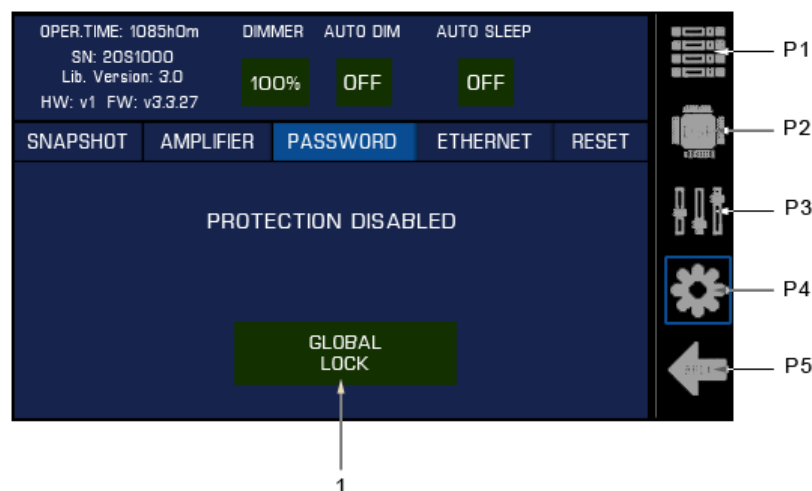 OPER.TIME: 1085h0m
SN: 20S1000
Lib. Version: 3.0
HW: v1 FW: v3.3.27
DIMMER AUTO DIM AUTO SLEEP
100% OFF OFF
SNAPSHOT AMPLIFIER PASSWORD ETHERNET RESET
PROTECTION DISABLED
GLOBAL
LOCK
1
P1
P2
P3
P4
P5